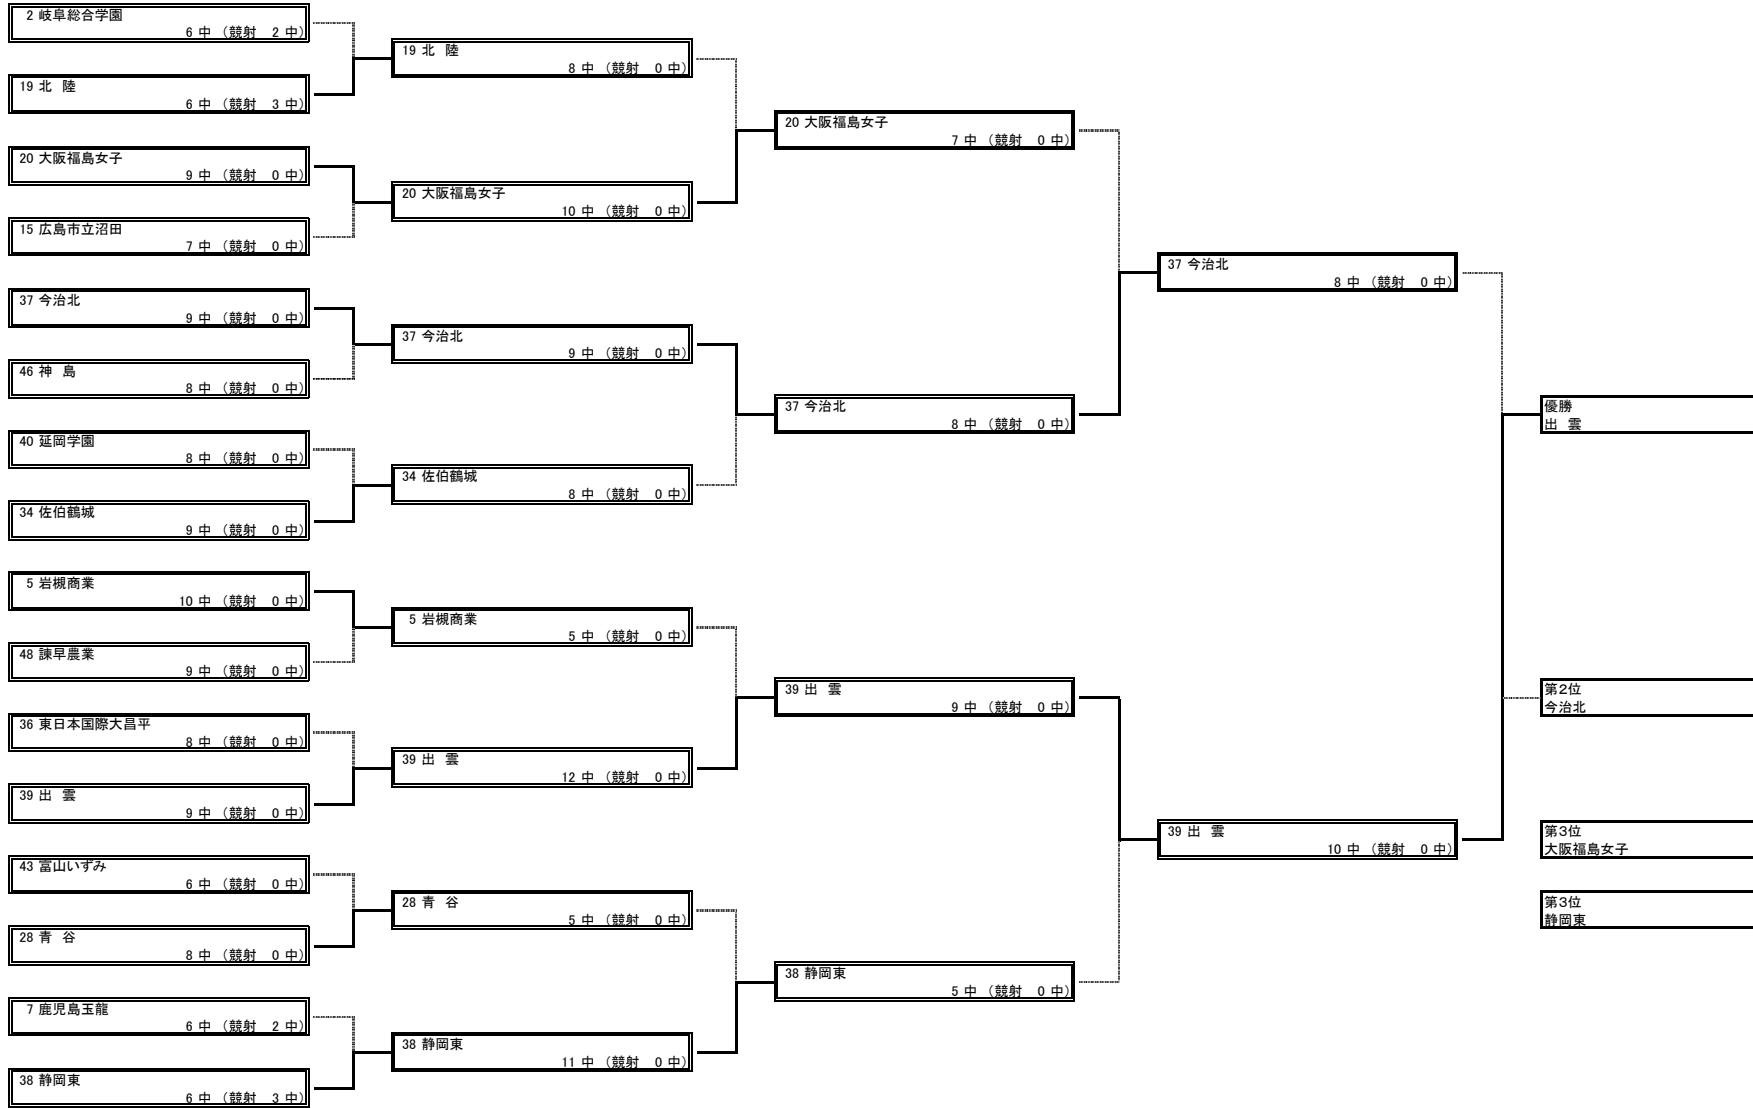 2 岐阜総合学園
6 中 （競射 2 中）
19 北 陸
6 中 （競射 3 中）
20 大阪福島女子
9 中 （競射 0 中）
15 広島市立沼田
7 中 （競射 0 中）
37 今治北
9 中 （競射 0 中）
46 神 島
8 中 （競射 0 中）
40 延岡学園
8 中 （競射 0 中）
34 佐伯鶴城
9 中 （競射 0 中）
5 岩槻商業
10 中 （競射 0 中）
48 諫早農業
9 中 （競射 0 中）
36 東日本国際大昌平
8 中 （競射 0 中）
39 出 雲
9 中 （競射 0 中）
43 富山いずみ
6 中 （競射 0 中）
28 青 谷
8 中 （競射 0 中）
7 鹿児島玉龍
6 中 （競射 2 中）
38 静岡東
6 中 （競射 3 中）
19 北 陸
8 中 （競射 0 中）
20 大阪福島女子
10 中 （競射 0 中）
37 今治北
9 中 （競射 0 中）
34 佐伯鶴城
8 中 （競射 0 中）
5 岩槻商業
5 中 （競射 0 中）
39 出 雲
12 中 （競射 0 中）
28 青 谷
5 中 （競射 0 中）
38 静岡東
11 中 （競射 0 中）
20 大阪福島女子
7 中 （競射 0 中）
37 今治北
8 中 （競射 0 中）
39 出 雲
9 中 （競射 0 中）
38 静岡東
5 中 （競射 0 中）
37 今治北
8 中 （競射 0 中）
39 出 雲
10 中 （競射 0 中）
優勝
出 雲
第2位
今治北
第3位
大阪福島女子
第3位
静岡東